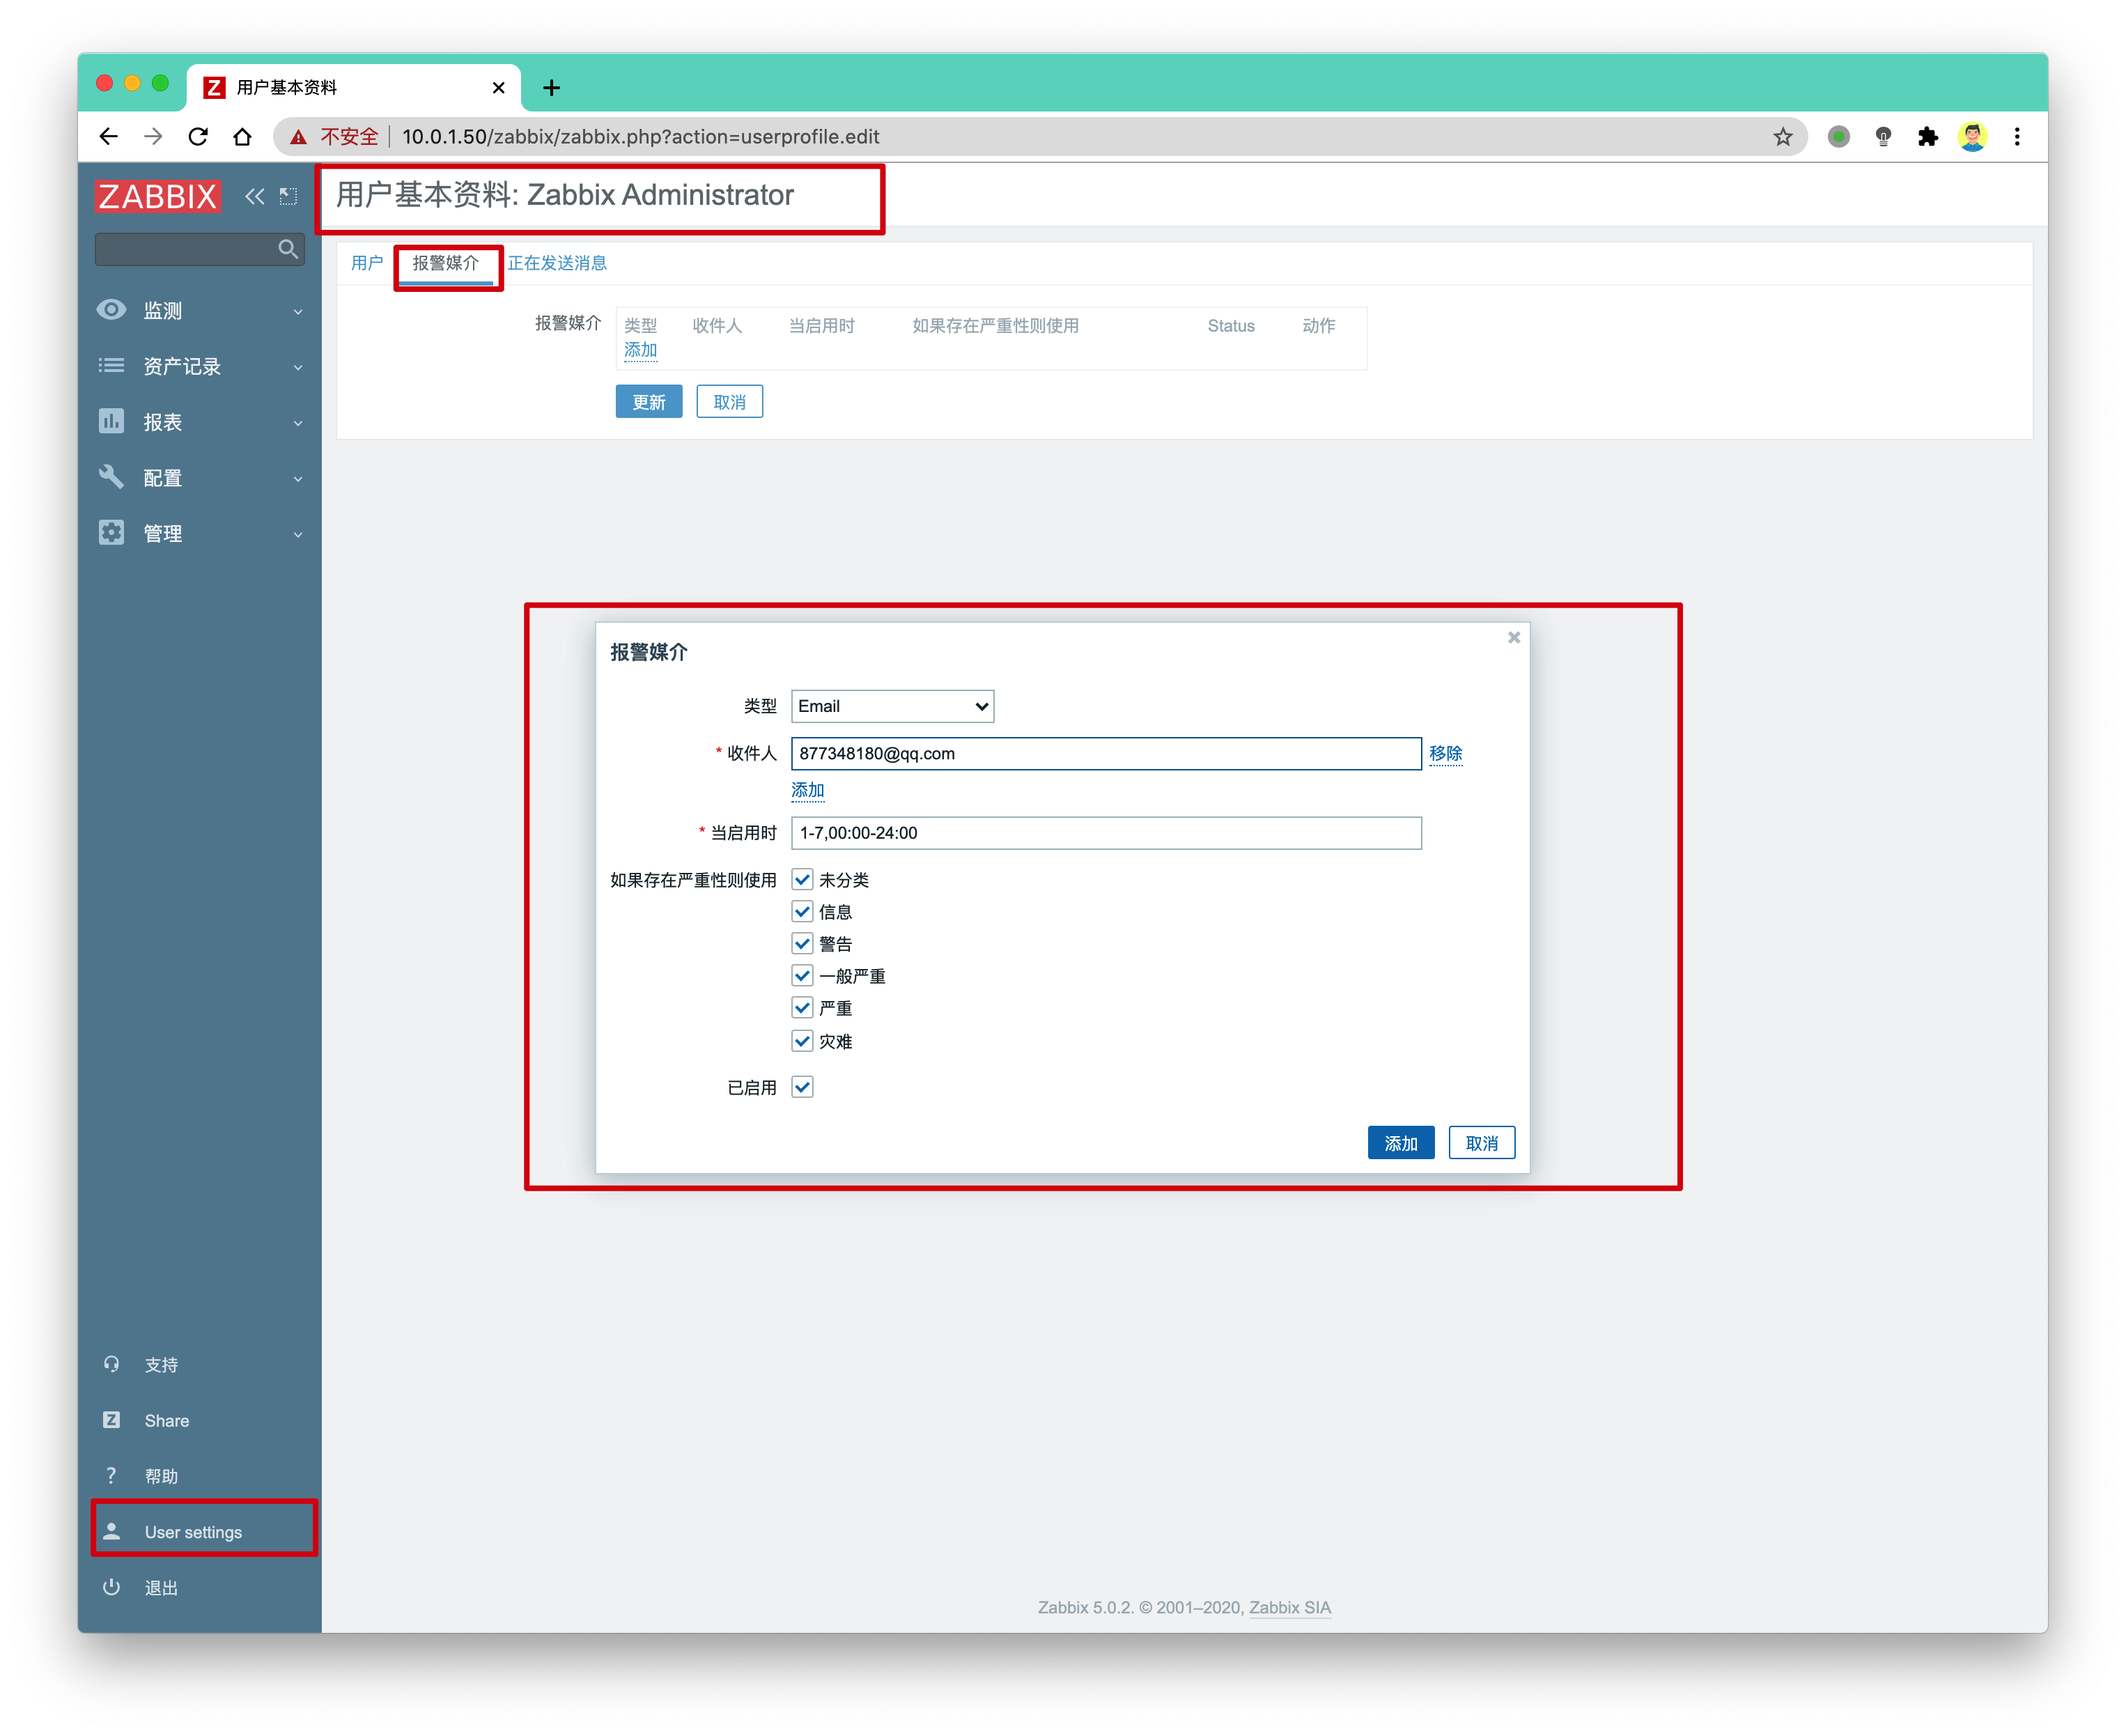 用户基本资料
不安全 10.0.1.50/zabbix/zabbix.php?action=userprofile.edit
ZABBIX
用户基本资料: Zabbix Administrator
用户 报警媒介 正在发送消息
监测
资产记录
报表
配置
管理
报警媒介 类型 收件人 当启用时 如果存在严重性则使用 Status 动作
添加
更新 取消
报警媒介
类型 Email
* 收件人 877348180@qq.com 移除
添加
* 当启用时 1-7,00:00-24:00
如果存在严重性则使用 未分类
信息
警告
一般严重
严重
灾难
已启用
添加 取消
支持
Z Share
? 帮助
User settings
退出
Zabbix 5.0.2. © 2001–2020, Zabbix SIA